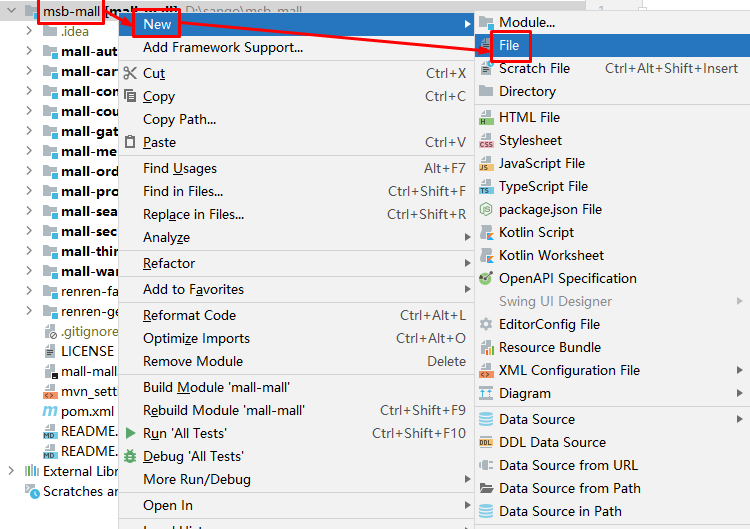 msb-mall [mall-mall] D:\sango\msb_mall
.idea
mall-aut
mall-car
mall-con
mall-cou
mall-gat
mall-me
mall-ord
mall-pro
mall-sea
mall-sec
mall-thir
mall-war
renren-fa
renren-ge
.gitignore
LICENSE
mall-mall
mvn_sett
pom.xml
README.
README.
External Libr
Scratches an
New
Add Framework Support...
Cut Ctrl+X
Copy Ctrl+C
Copy Path...
Paste Ctrl+V
Find Usages Alt+F7
Find in Files... Ctrl+Shift+F
Replace in Files... Ctrl+Shift+R
Analyze
Refactor
Add to Favorites
Reformat Code Ctrl+Alt+L
Optimize Imports Ctrl+Alt+O
Remove Module Delete
Build Module 'mall-mall'
Rebuild Module 'mall-mall' Ctrl+Shift+F9
Run 'All Tests' Ctrl+Shift+F10
Debug 'All Tests'
More Run/Debug
Open In
Module...
File
Scratch File Ctrl+Alt+Shift+Insert
Directory
HTML File
Stylesheet
JavaScript File
TypeScript File
package.json File
Kotlin Script
Kotlin Worksheet
OpenAPI Specification
Swing UI Designer
EditorConfig File
Resource Bundle
XML Configuration File
Diagram
Data Source
DDL Data Source
Data Source from URL
Data Source from Path
Data Source in Path
1